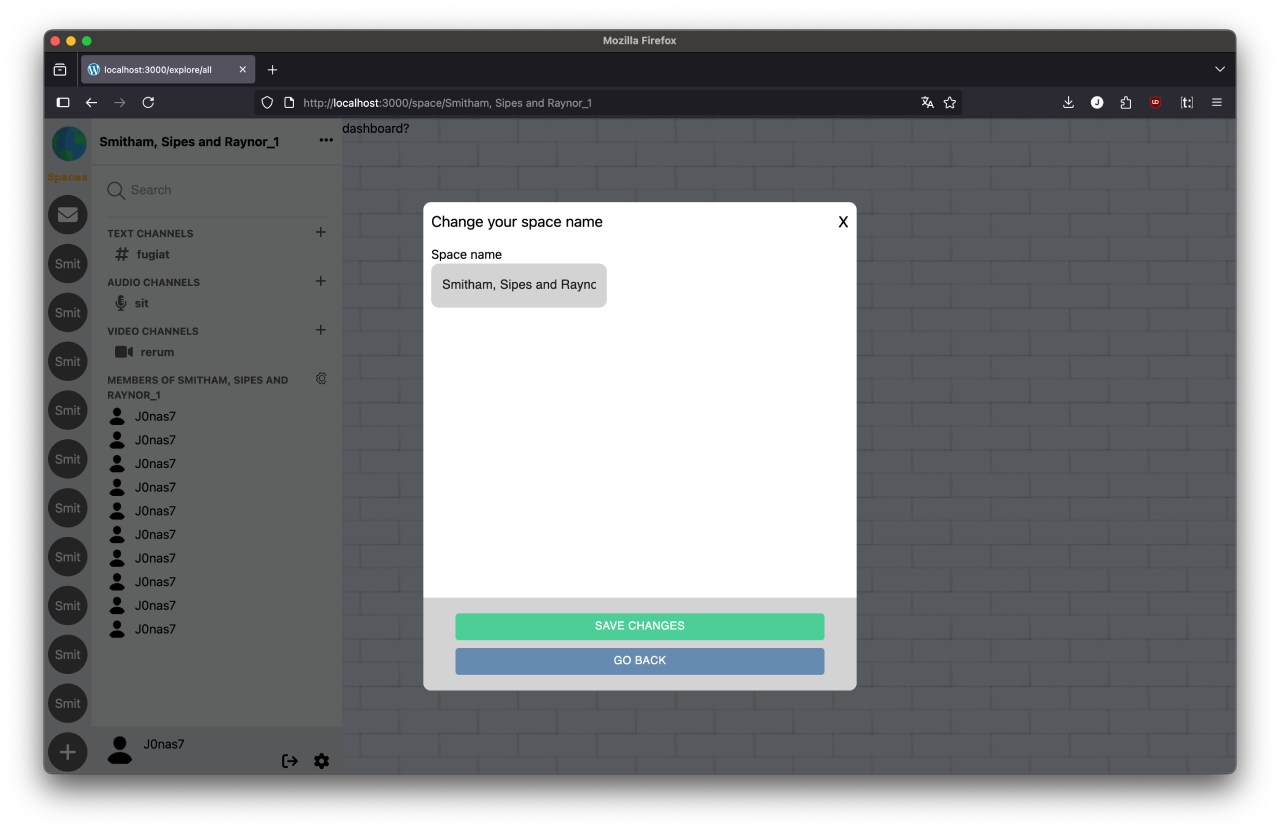 Mozilla Firefox
localhost:3000/explore/all
http://localhost:3000/space/Smitham, Sipes and Raynor_1
Spaces
Smit
Smit
Smit
Smit
Smit
Smit
Smit
Smit
Smit
Smit
Smitham, Sipes and Raynor_1
Search
TEXT CHANNELS
fugiat
AUDIO CHANNELS
sit
VIDEO CHANNELS
rerum
MEMBERS OF SMITHAM, SIPES AND
RAYNOR_1
J0nas7
J0nas7
J0nas7
J0nas7
J0nas7
J0nas7
J0nas7
J0nas7
J0nas7
J0nas7
J0nas7
dashboard?
Change your space name
X
Space name
Smitham, Sipes and Raync
SAVE CHANGES
GO BACK